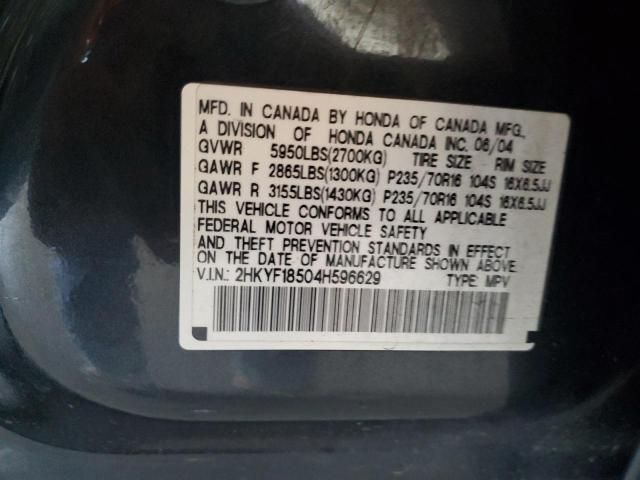 MFD. IN CANADA BY HONDA OF CANADA MFG.,
A DIVISION OF HONDA CANADA INC. 06/04
GVWR 5950LBS(2700KG) TIRE SIZE RIM SIZE
GAWR F 2865LBS(1300KG) P235/70R16 104S 16X6.5JJ
GAWR R 3155LBS(1430KG) P235/70R16 104S 16X6.5JJ
THIS VEHICLE CONFORMS TO ALL APPLICABLE
FEDERAL MOTOR VEHICLE SAFETY
AND THEFT PREVENTION STANDARDS IN EFFECT
ON THE DATE OF MANUFACTURE SHOWN ABOVE.
V.I.N.: 2HKYF18504H596629 TYPE: MPV